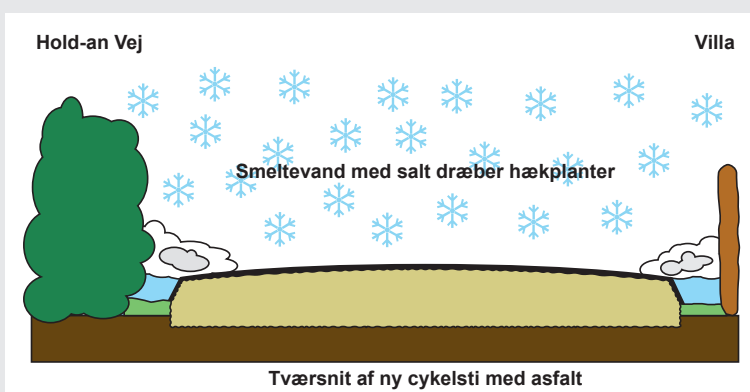 Hold-an Vej
Villa
Smeltevand med salt dræber hækplanter
Tværsnit af ny cykelsti med asfalt